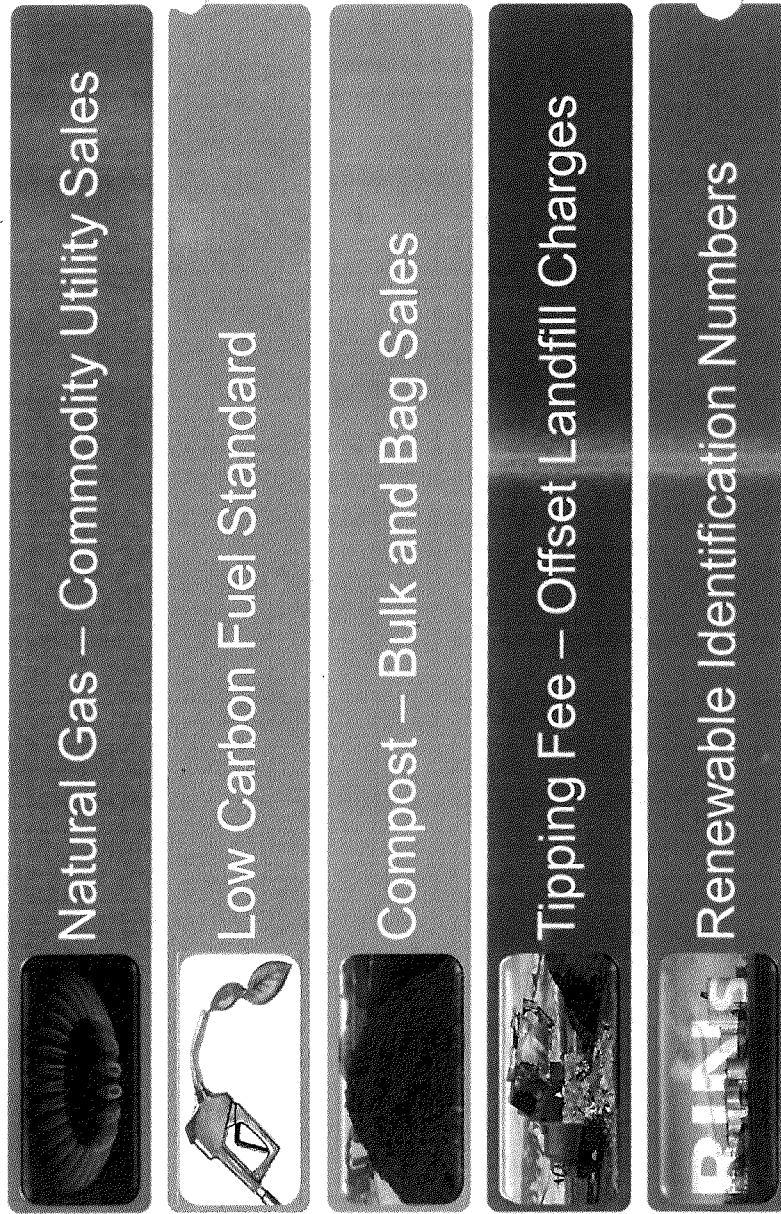 Natural Gas – Commodity Utility Sales
Low Carbon Fuel Standard
Compost – Bulk and Bag Sales
Tipping Fee – Offset Landfill Charges
RINs
Renewable Identification Numbers